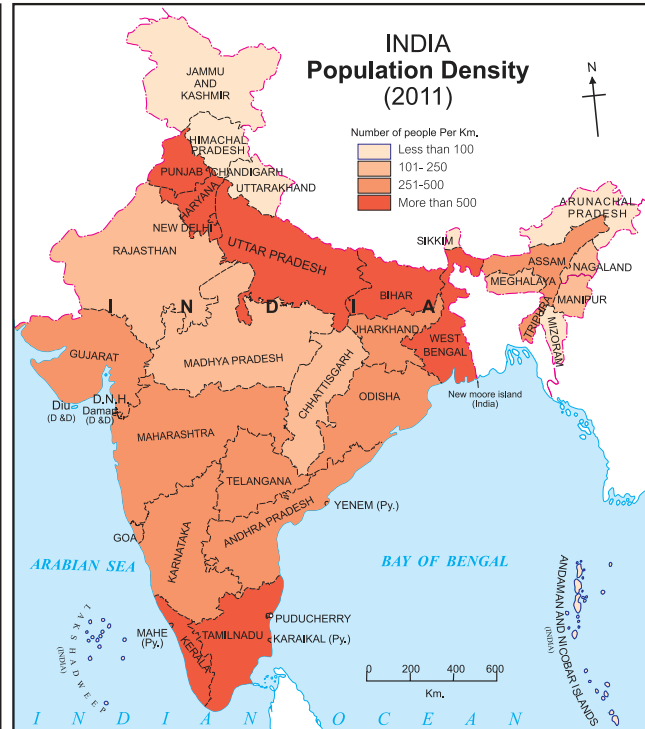 INDIA
Population Density
(2011)
N
Number of people Per Km.
Less than 100
101- 250
251-500
More than 500
JAMMU
AND
KASHMIR
HIMACHAL
PRADESH
PUNJAB
CHANDIGARH
UTTARAKHAND
HARYANA
NEW DELHI
RAJASTHAN
UTTAR PRADESH
SIKKIM
ARUNACHAL
PRADESH
ASSAM
NAGALAND
MEGHALAYA
MANIPUR
TRIPURA
MIZORAM
BIHAR
I N D I A
JHARKHAND
WEST
BENGAL
GUJARAT
MADHYA PRADESH
CHHATTISGARH
New moore island
(India)
D.N.H.
Diu
(D & D)
Daman
(D & D)
ODISHA
MAHARASHTRA
TELANGANA
YENEM (Py.)
ANDHRA PRADESH
GOA
KARNATAKA
ARABIAN SEA
BAY OF BENGAL
ANDAMAN AND NICOBAR ISLANDS
(INDIA)
LAKSHADWEEP
(INDIA)
MAHE
(Py.)
KERALA
TAMILNADU
PUDUCHERRY
KARAIKAL (Py.)
0 200 400 600
Km.
I N D I A N O C E A N